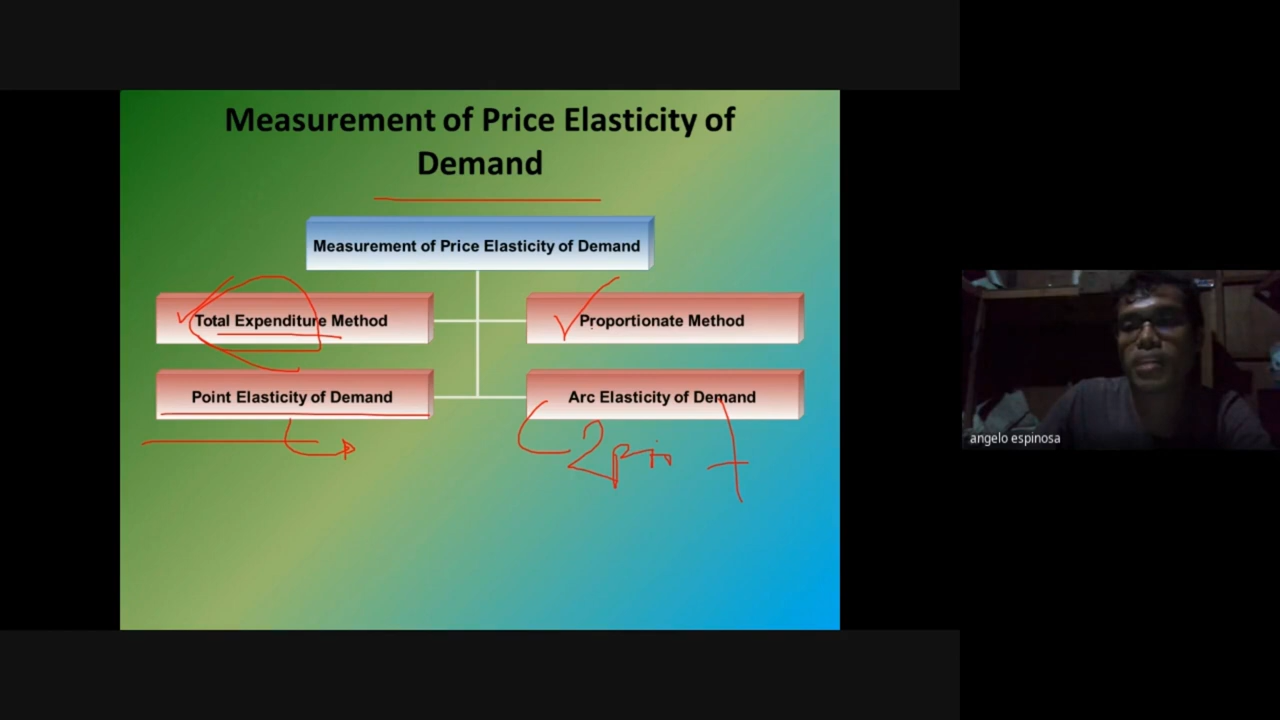 Measurement of Price Elasticity of
Demand
Measurement of Price Elasticity of Demand
Total Expenditure Method
Proportionate Method
Point Elasticity of Demand
Arc Elasticity of Demand
2
angelo espinosa